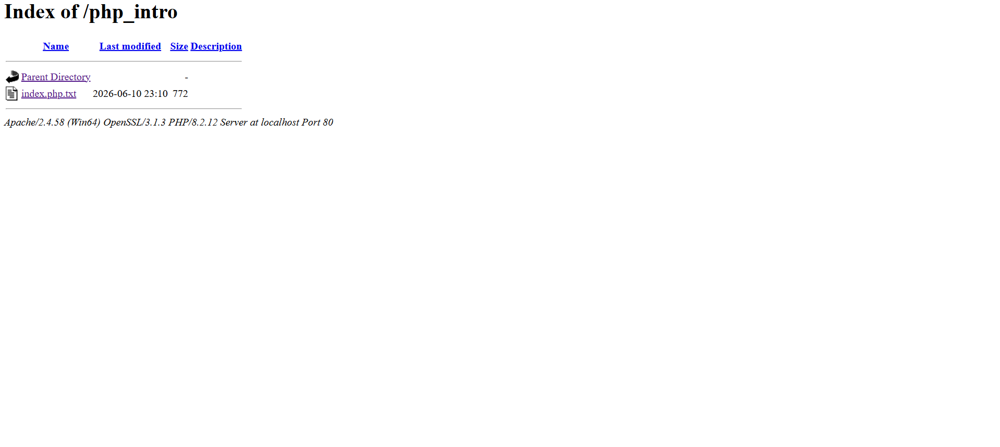 Index of /php_intro
Name Last modified Size Description
Parent Directory -
index.php.txt 2026-06-10 23:10 772
Apache/2.4.58 (Win64) OpenSSL/3.1.3 PHP/8.2.12 Server at localhost Port 80